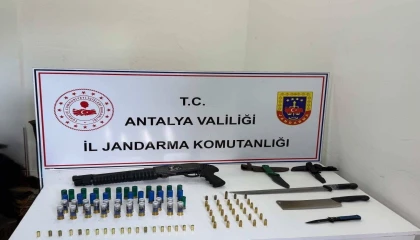 T.C.
ANTALYA VALİLİĞİ
İL JANDARMA KOMUTANLIĞI